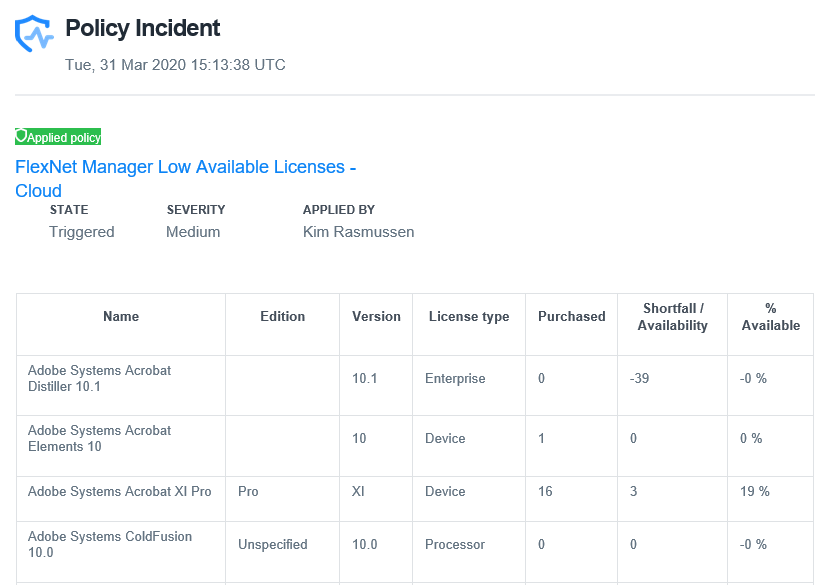 Policy Incident
Tue, 31 Mar 2020 15:13:38 UTC
Applied policy
FlexNet Manager Low Available Licenses -
Cloud
STATE SEVERITY APPLIED BY
Triggered Medium Kim Rasmussen
Name Edition Version License type Purchased Shortfall / Availability % Available
Adobe Systems Acrobat Distiller 10.1 10.1 Enterprise 0 -39 -0 %
Adobe Systems Acrobat Elements 10 10 Device 1 0 0 %
Adobe Systems Acrobat XI Pro Pro XI Device 16 3 19 %
Adobe Systems ColdFusion 10.0 Unspecified 10.0 Processor 0 0 -0 %